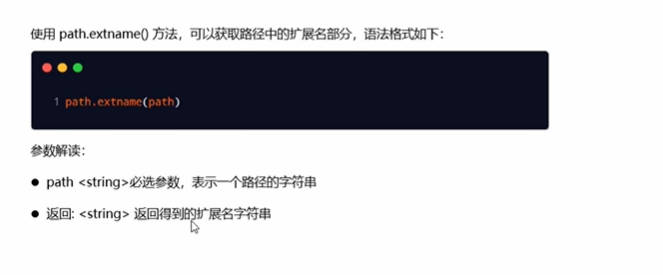 使用 path.extname() 方法，可以获取路径中的扩展名部分，语法格式如下：
1 path.extname(path)
参数解读：
● path <string>必选参数，表示一个路径的字符串
● 返回: <string> 返回得到的扩展名字符串